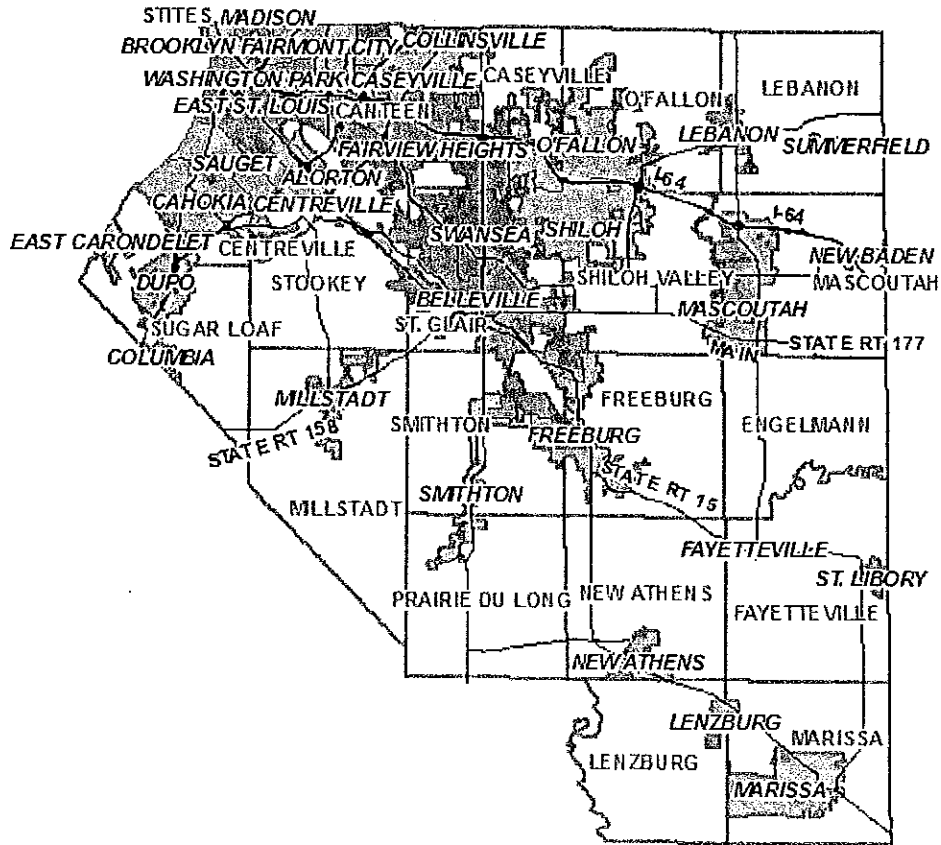 STITES MADISON
BROOKLYN FAIRMONT CITY COLLINSVILLE
WASHINGTON PARK CASEYVILLE CASEYVILLE
LEBANON
EAST ST. LOUIS CANTEEN O'FALLON
FAIRVIEW HEIGHTS O'FALLON LEBANON SUMMERFIELD
SAUGET
ALORTON I-64
CAHOKIA CENTREVILLE I-64
EAST CARONDELET CENTREVILLE SWANSEA SHILOH NEW BADEN
DUPO STOOKEY SHILOH VALLEY MASCOUTAH
BELLEVILLE MASCOUTAH
SUGAR LOAF ST. CLAIR
COLUMBIA MAIN STATE RT 177
MILLSTADT FREEBURG
SMITHTON ENGELMANN
STATE RT 158 FREEBURG
SMITHTON STATE RT 15
MILLSTADT
FAYETTEVILLE
ST. LIBORY
PRAIRIE DU LONG NEW ATHENS FAYETTEVILLE
NEW ATHENS
LENZBURG
MARISSA
LENZBURG
MARISSA